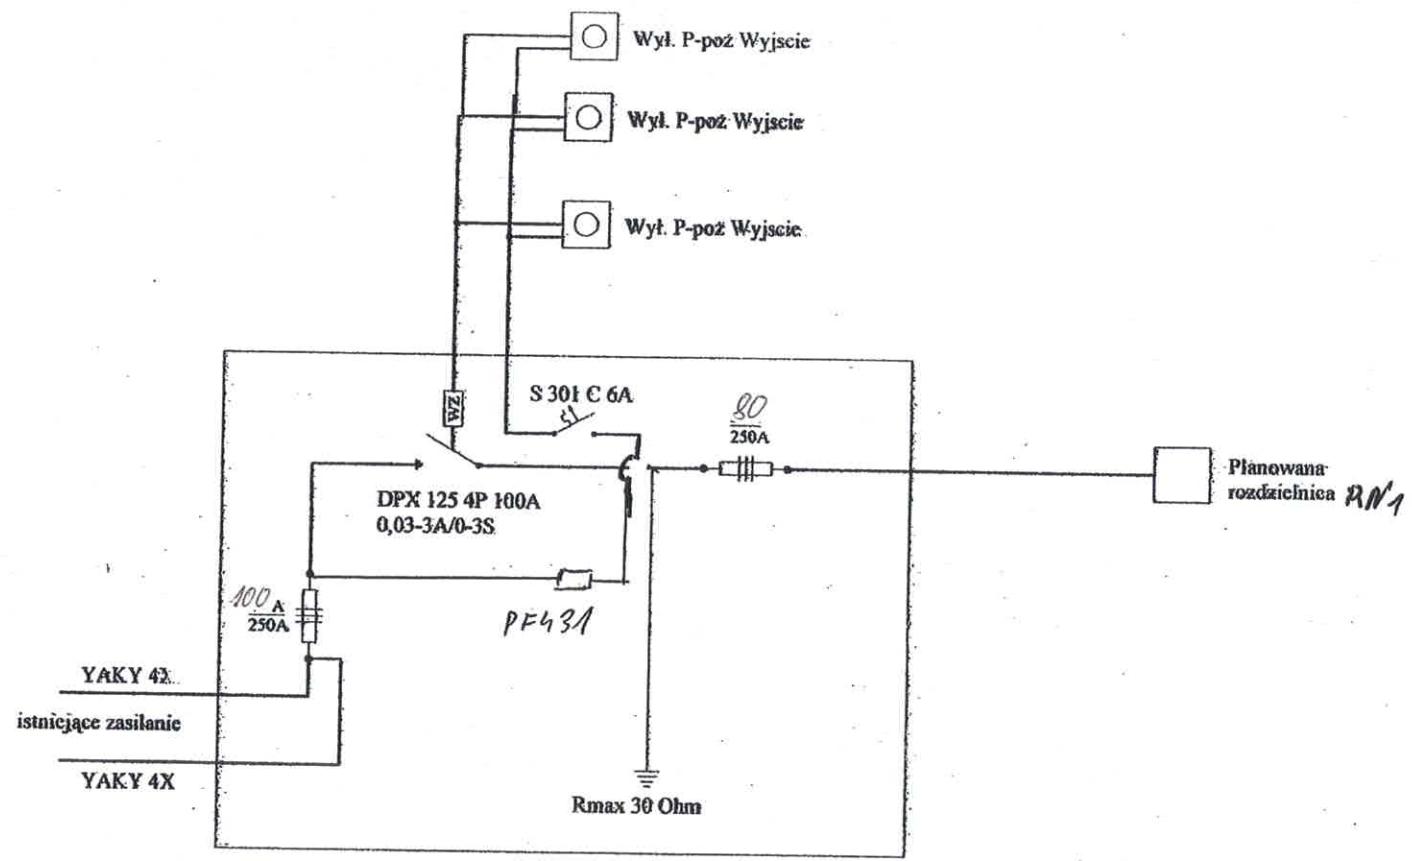 Wył. P-poż Wyjscie
Wył. P-poż Wyjscie
Wył. P-poż Wyjscie
WZ
S 301 C 6A
80
250A
DPX 125 4P 100A
0,03-3A/0-3S
Planowana
rozdzielnica RN1
100 A
250A
PF431
YAKY 4X
istniejące zasilanie
YAKY 4X
Rmax 30 Ohm